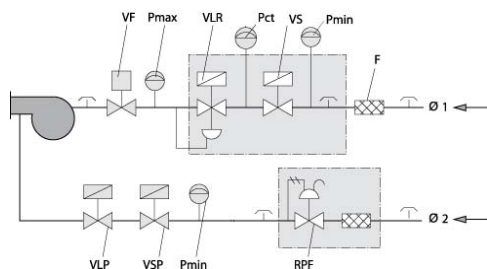 VF Pmax VLR Pct VS Pmin
F
Ø 1
Ø 2
VLP VSP Pmin RPF